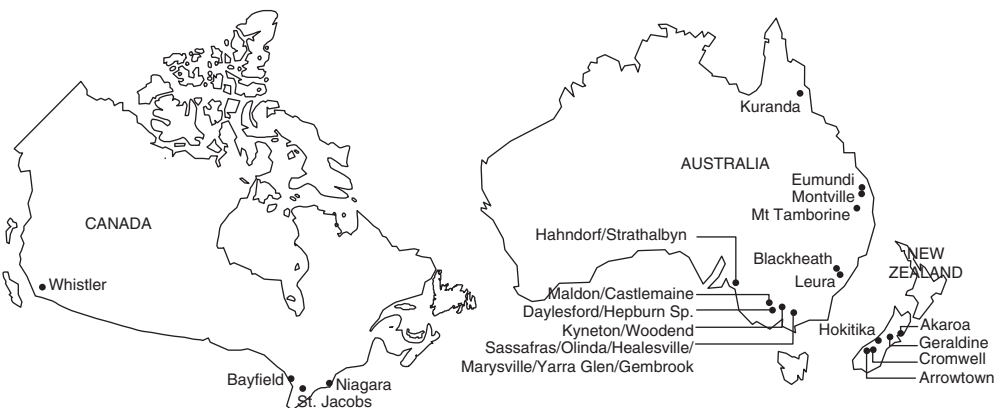 CANADA
Whistler
Bayfield
Niagara
St. Jacobs
Kuranda
AUSTRALIA
Eumundi
Montville
Mt Tamborine
Hahndorf/Strathalbyn
Blackheath
Leura
Maldon/Castlemaine
Daylesford/Hepburn Sp.
Kyneton/Woodend
Sassafras/Olinda/Healesville/
Marysville/Yarra Glen/Gembrook
NEW
ZEALAND
Hokitika
Akaroa
Geraldine
Cromwell
Arrowtown